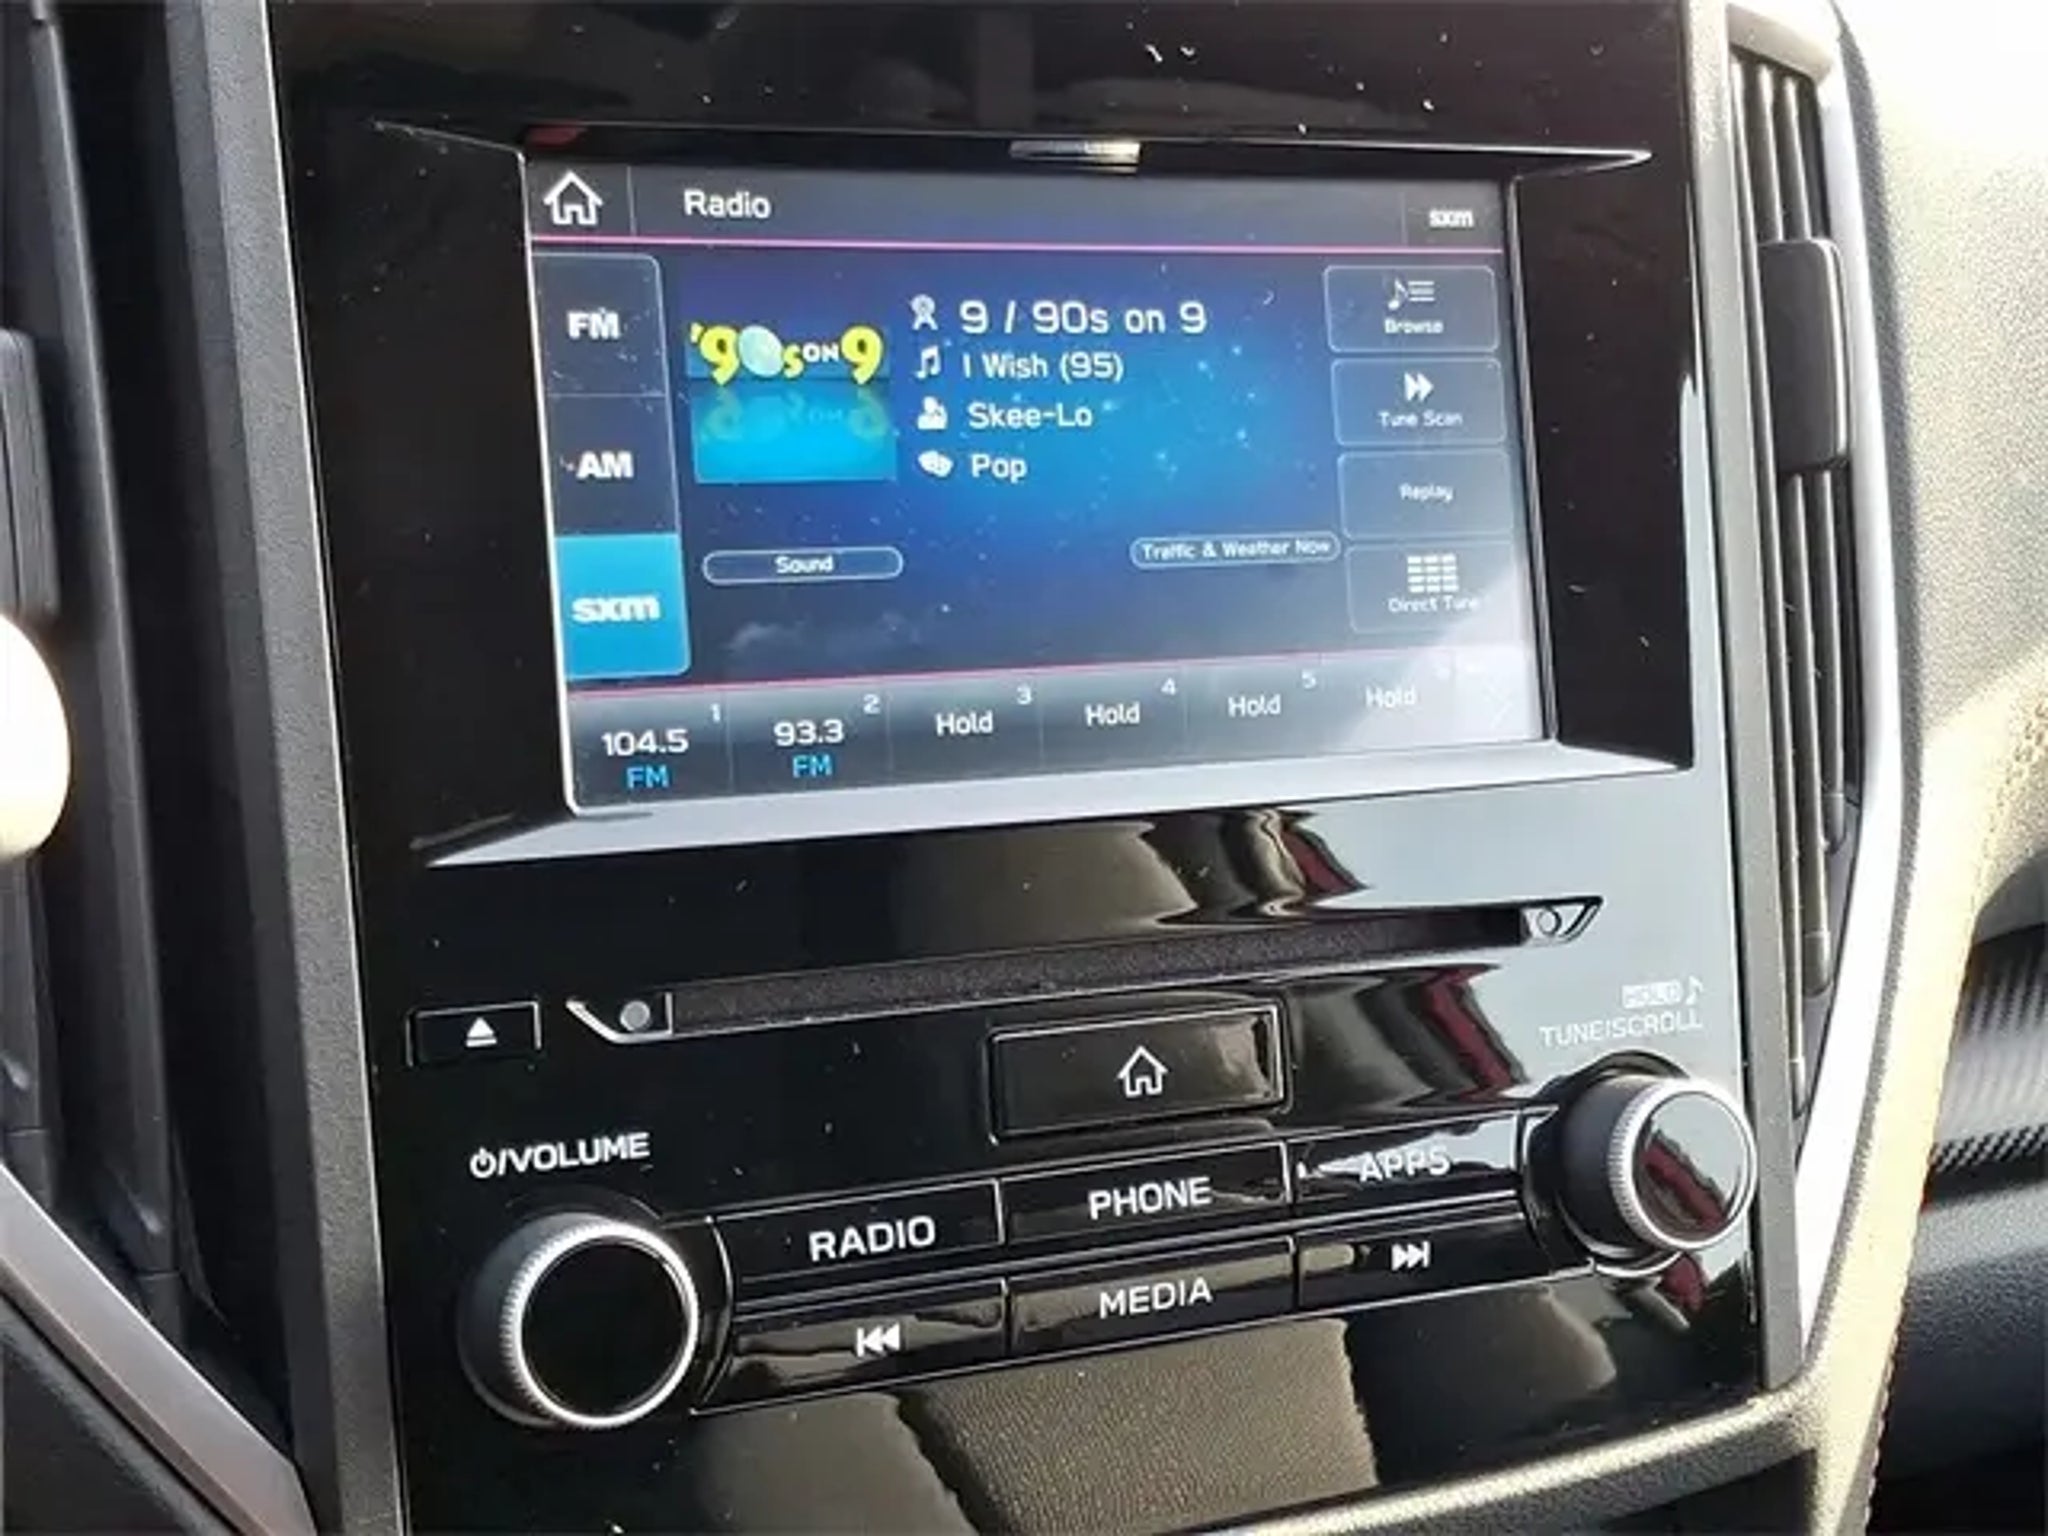 Radio
sxm
FM
AM
sxm
'90s ON 9
9 / 90s on 9
I Wish (95)
Skee-Lo
Pop
Sound
Traffic & Weather Now
Browse
Tune Scan
Replay
Direct Tune
1
104.5
FM
2
93.3
FM
3
Hold
4
Hold
5
Hold
Hold
HOLD
TUNE/SCROLL
/VOLUME
RADIO
PHONE
APPS
MEDIA